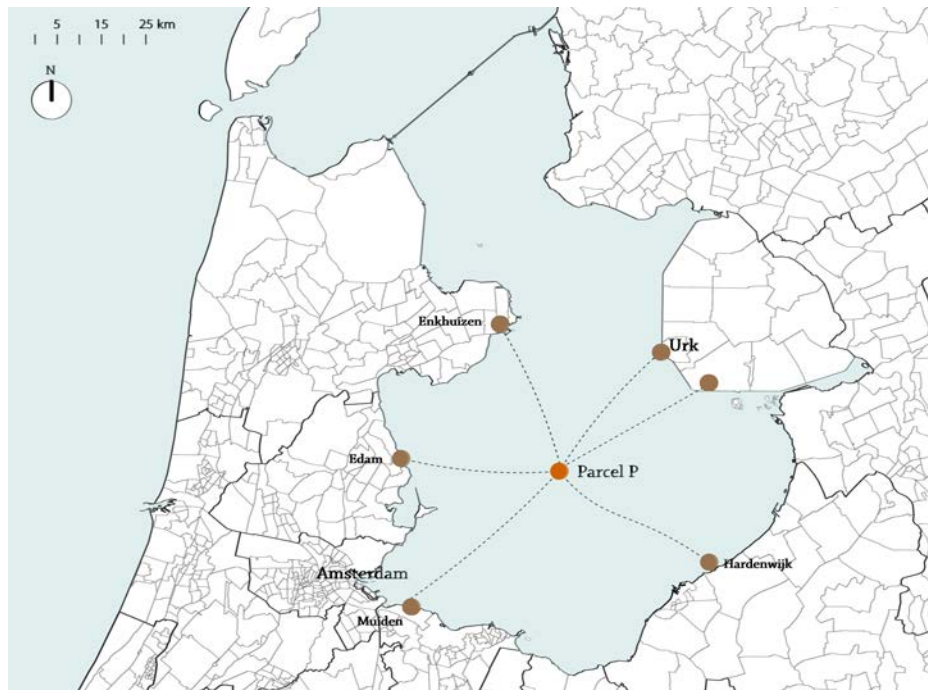 5 15 25 km
N
Enkhuizen
Urk
Edam
Parcel P
Hardenwijk
Amsterdam
Muiden